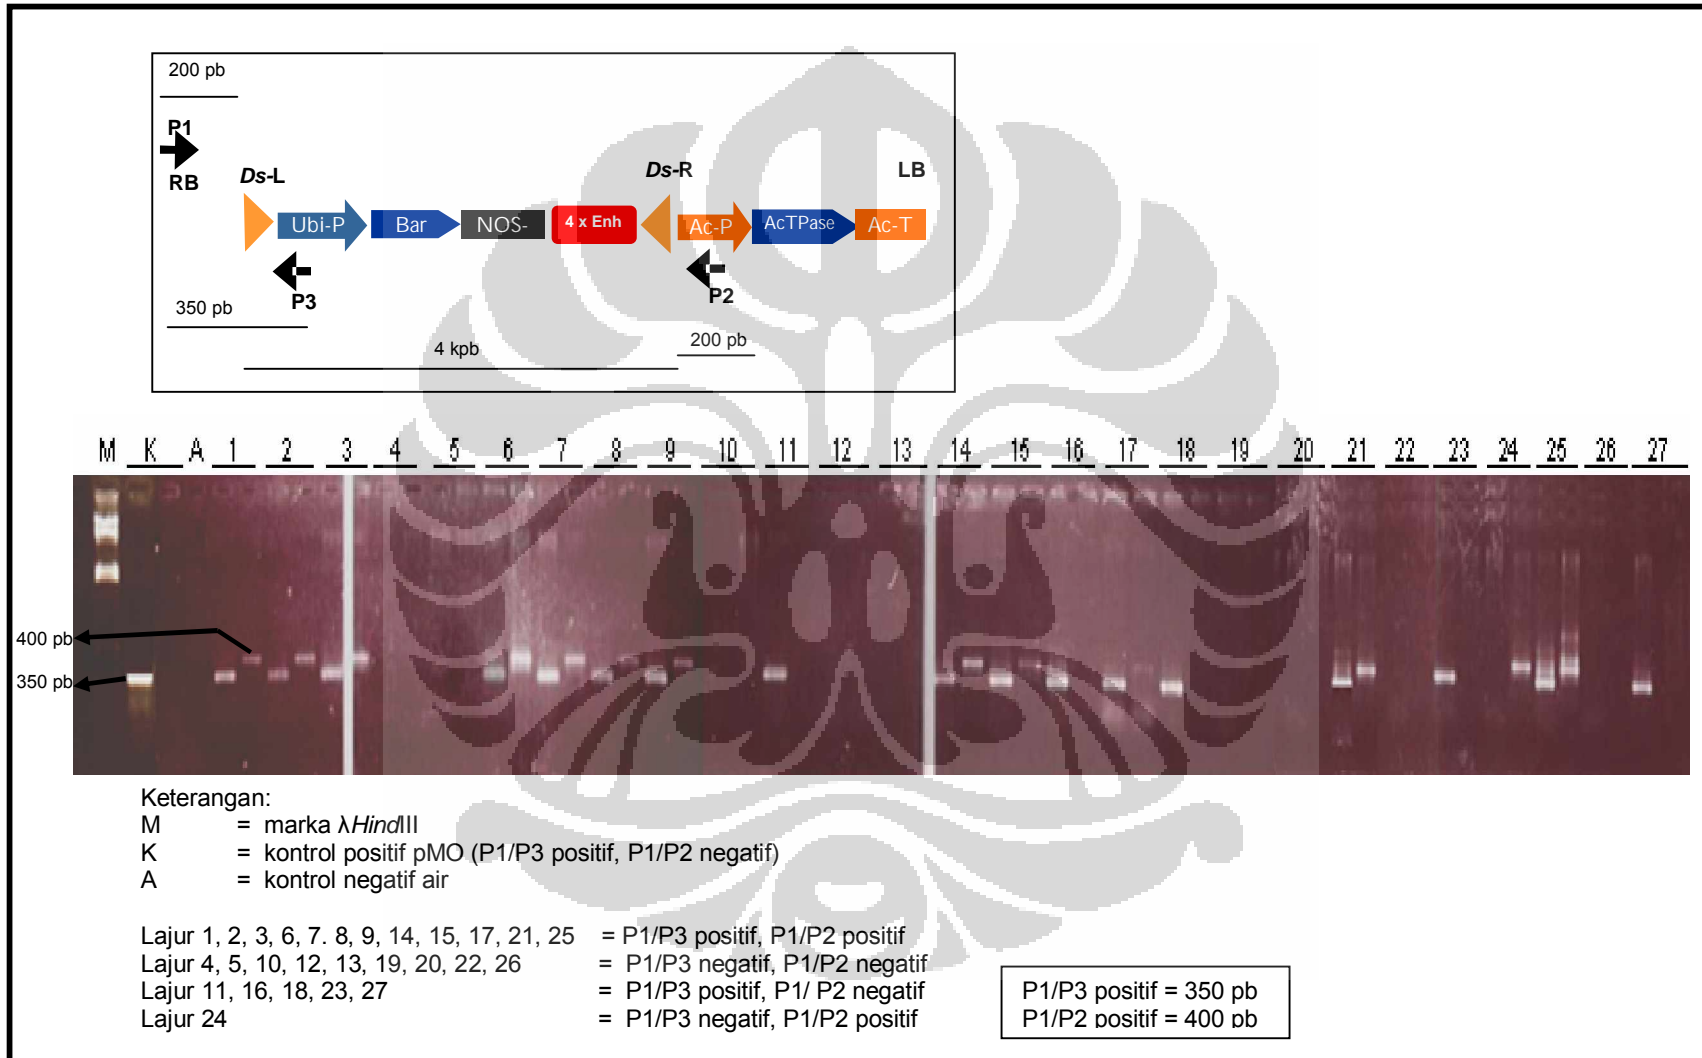 200 pb
P1
RB
Ds-L
Ds-R
LB
Ubi-P
Bar
NOS-
4 x Enh
Ac-P
AcTPase
Ac-T
P3
P2
350 pb
4 kpb
200 pb
M K A 1 2 3 4 5 6 7 8 9 10 11 12 13 14 15 16 17 18 19 20 21 22 23 24 25 26 27
400 pb
350 pb
Keterangan:
M = marka λHindIII
K = kontrol positif pMO (P1/P3 positif, P1/P2 negatif)
A = kontrol negatif air
Lajur 1, 2, 3, 6, 7. 8, 9, 14, 15, 17, 21, 25 = P1/P3 positif, P1/P2 positif
Lajur 4, 5, 10, 12, 13, 19, 20, 22, 26 = P1/P3 negatif, P1/P2 negatif
Lajur 11, 16, 18, 23, 27 = P1/P3 positif, P1/ P2 negatif
Lajur 24 = P1/P3 negatif, P1/P2 positif
P1/P3 positif = 350 pb
P1/P2 positif = 400 pb